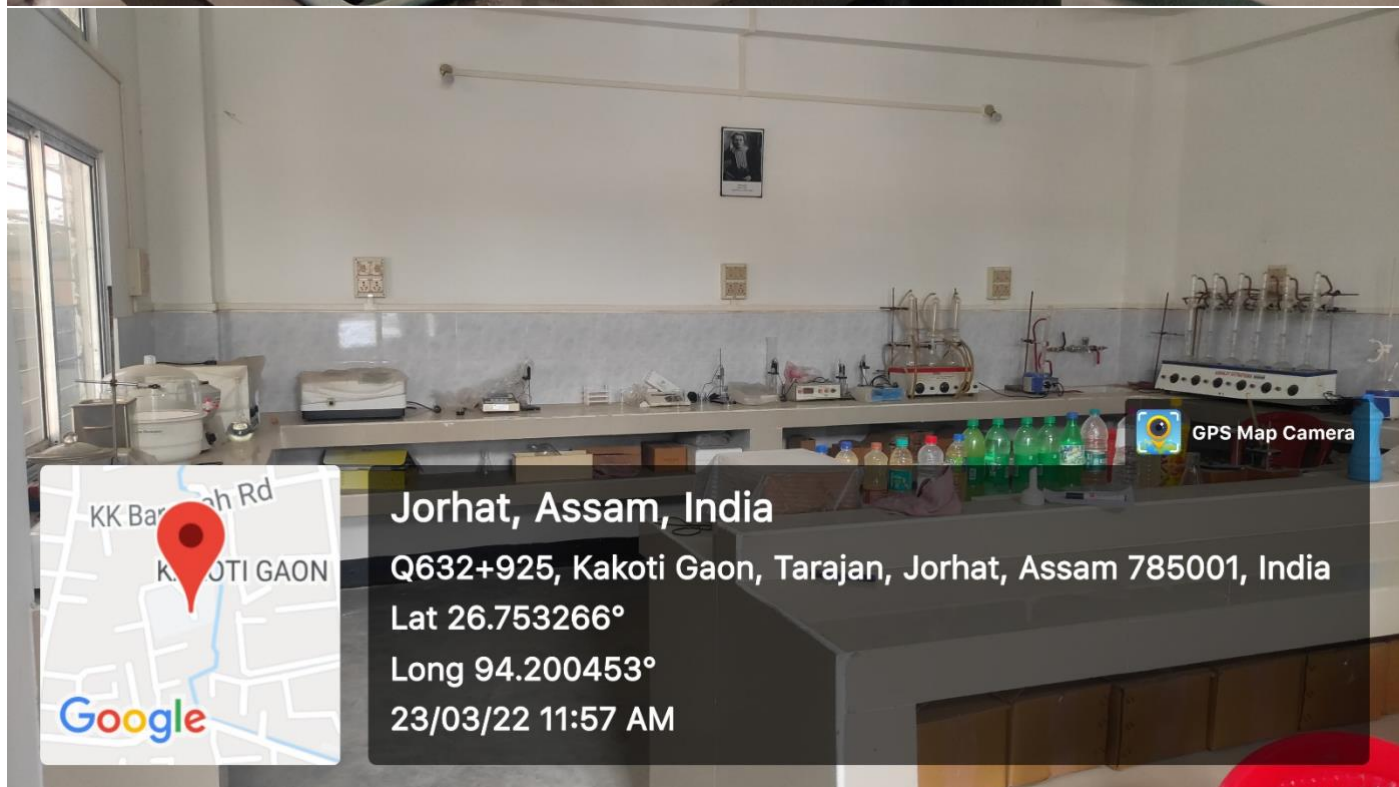 GPS Map Camera
KK Bar ah Rd
K OTI GAON
Google
Jorhat, Assam, India
Q632+925, Kakoti Gaon, Tarajan, Jorhat, Assam 785001, India
Lat 26.753266°
Long 94.200453°
23/03/22 11:57 AM